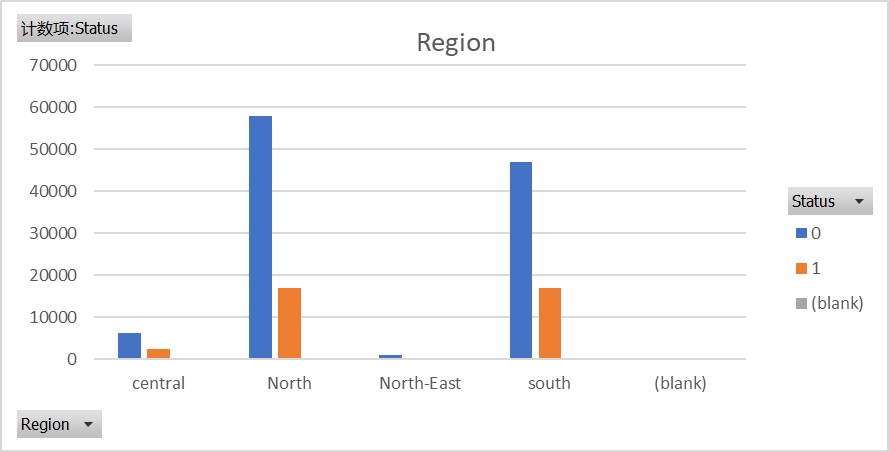 计数项:Status
Region
70000
60000
50000
40000
30000
20000
10000
0
central North North-East south (blank)
Status
0
1
(blank)
Region